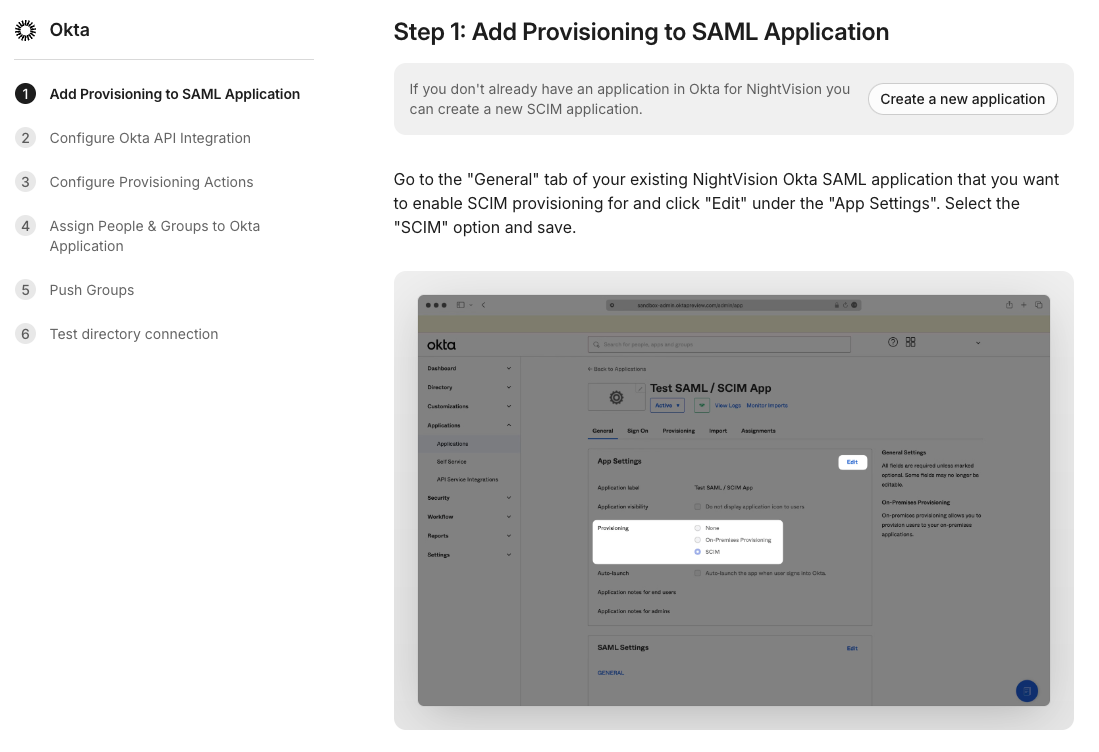 Okta
1 Add Provisioning to SAML Application
2 Configure Okta API Integration
3 Configure Provisioning Actions
4 Assign People & Groups to Okta
Application
5 Push Groups
6 Test directory connection
Step 1: Add Provisioning to SAML Application
If you don't already have an application in Okta for NightVision you
can create a new SCIM application.
Create a new application
Go to the "General" tab of your existing NightVision Okta SAML application that you want
to enable SCIM provisioning for and click "Edit" under the "App Settings". Select the
"SCIM" option and save.
sandbox-admin.oktapreview.com/admin/app
okta
Search for people, apps and groups
Dashboard
Directory
Customizations
Applications
Applications
Self Service
API Service Integrations
Security
Workflow
Reports
Settings
← Back to Applications
Test SAML / SCIM App
Active
View Logs Monitor Imports
General Sign On Provisioning Import Assignments
App Settings
Edit
Application label Test SAML / SCIM App
Application visibility Do not display application icon to users
Provisioning None
On-Premises Provisioning
SCIM
Auto-launch Auto-launch the app when user signs into Okta.
Application notes for end users
Application notes for admins
SAML Settings
Edit
GENERAL
General Settings
All fields are required unless marked
optional. Some fields may no longer be
editable.
On-Premises Provisioning
On-premises provisioning allows you to
provision users to your on-premises
applications.